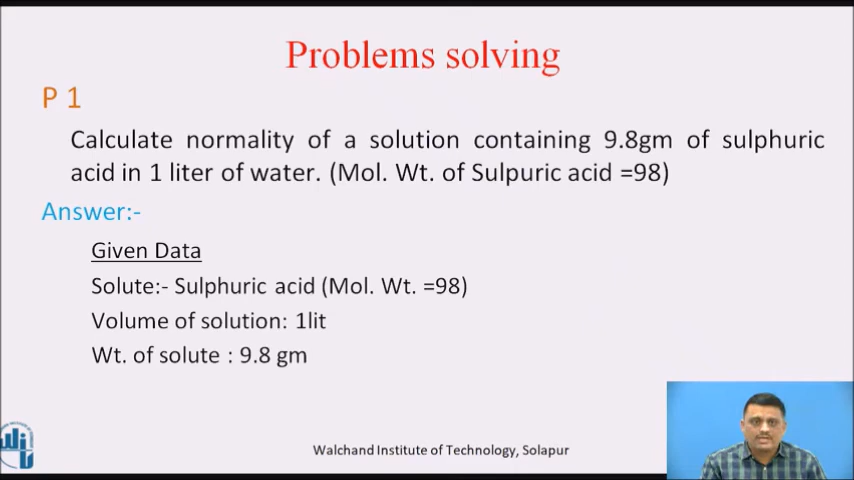 Problems solving
P 1
Calculate normality of a solution containing 9.8gm of sulphuric
acid in 1 liter of water. (Mol. Wt. of Sulpuric acid =98)
Answer:-
Given Data
Solute:- Sulphuric acid (Mol. Wt. =98)
Volume of solution: 1lit
Wt. of solute : 9.8 gm
Walchand Institute of Technology, Solapur